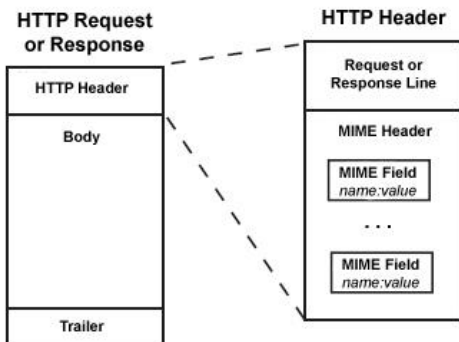 HTTP Request
or Response
HTTP Header
Body
Trailer
HTTP Header
Request or
Response Line
MIME Header
MIME Field
name:value
...
MIME Field
name:value